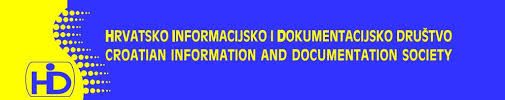 HRVATSKO INFORMACIJSKO I DOKUMENTACIJSKO DRUŠTVO
CROATIAN INFORMATION AND DOCUMENTATION SOCIETY
HID